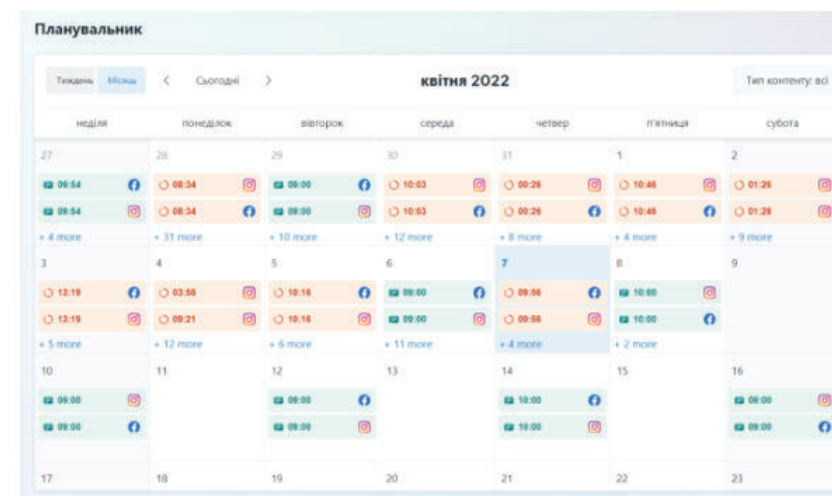 Планувальник
Тиждень Місяць < Сьогодні > квітня 2022 Тип контенту: всі
неділя понеділок вівторок середа четвер п'ятниця субота
27 28 29 30 31 1 2
09:54 08:34 09:00 10:03 00:26 10:46 01:26
09:54 08:34 09:00 10:03 00:26 10:46 01:28
+ 4 more + 31 more + 10 more + 12 more + 8 more + 4 more + 9 more
3 4 5 6 7 8 9
13:19 03:56 10:16 09:00 09:56 10:00
13:19 09:21 10:16 09:00 09:56 10:00
+ 5 more + 12 more + 6 more + 11 more + 4 more + 2 more
10 11 12 13 14 15 16
09:00 09:00 10:00 09:00
09:00 09:00 10:00 09:00
17 18 19 20 21 22 23